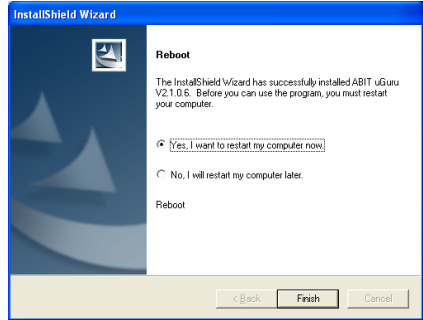 InstallShield Wizard
Reboot
The InstallShield Wizard has successfully installed ABIT uGuru
V2.1.0.6. Before you can use the program, you must restart
your computer.
Yes, I want to restart my computer now.
No, I will restart my computer later.
Reboot
< Back
Finish
Cancel